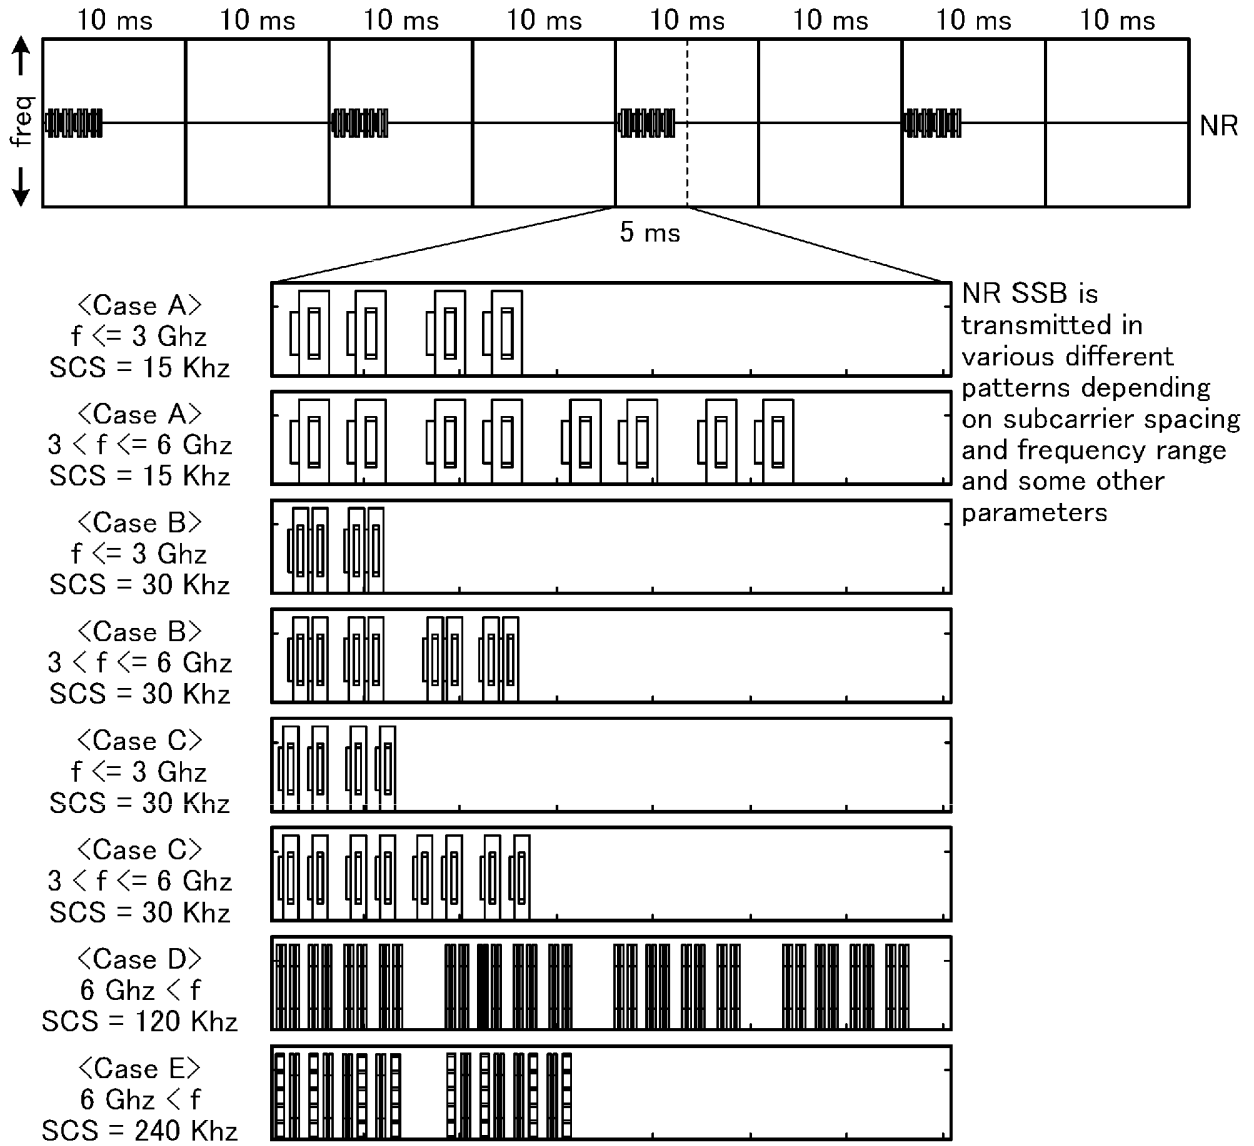 10 ms 10 ms 10 ms 10 ms 10 ms 10 ms 10 ms 10 ms
freq
NR
5 ms
<Case A>
f <= 3 Ghz
SCS = 15 Khz
NR SSB is
transmitted in
various different
patterns depending
on subcarrier spacing
and frequency range
and some other
parameters
<Case A>
3 < f <= 6 Ghz
SCS = 15 Khz
<Case B>
f <= 3 Ghz
SCS = 30 Khz
<Case B>
3 < f <= 6 Ghz
SCS = 30 Khz
<Case C>
f <= 3 Ghz
SCS = 30 Khz
<Case C>
3 < f <= 6 Ghz
SCS = 30 Khz
<Case D>
6 Ghz < f
SCS = 120 Khz
<Case E>
6 Ghz < f
SCS = 240 Khz